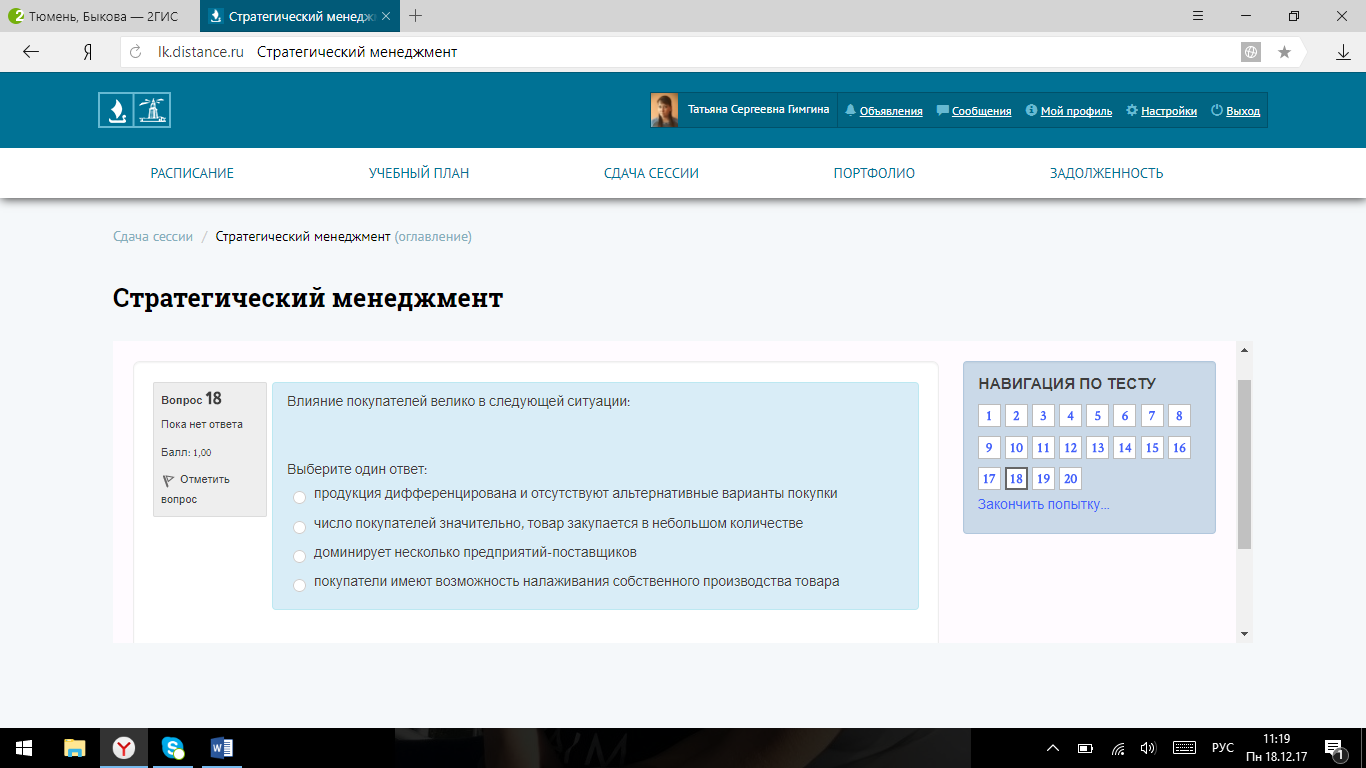 2 Тюмень, Быкова — 2ГИС
Стратегический менедж
Я
lk.distance.ru Стратегический менеджмент
Татьяна Сергеевна Гимгина Объявления Сообщения Мой профиль Настройки Выход
РАСПИСАНИЕ УЧЕБНЫЙ ПЛАН СДАЧА СЕССИИ ПОРТФОЛИО ЗАДОЛЖЕННОСТЬ
Сдача сессии / Стратегический менеджмент (оглавление)
Стратегический менеджмент
Вопрос 18
Пока нет ответа
Балл: 1,00
Отметить
вопрос
Влияние покупателей велико в следующей ситуации:
Выберите один ответ:
продукция дифференцирована и отсутствуют альтернативные варианты покупки
число покупателей значительно, товар закупается в небольшом количестве
доминирует несколько предприятий-поставщиков
покупатели имеют возможность налаживания собственного производства товара
НАВИГАЦИЯ ПО ТЕСТУ
1 2 3 4 5 6 7 8
9 10 11 12 13 14 15 16
17 18 19 20
Закончить попытку...
YM
РУС
11:19
Пн 18.12.17
1